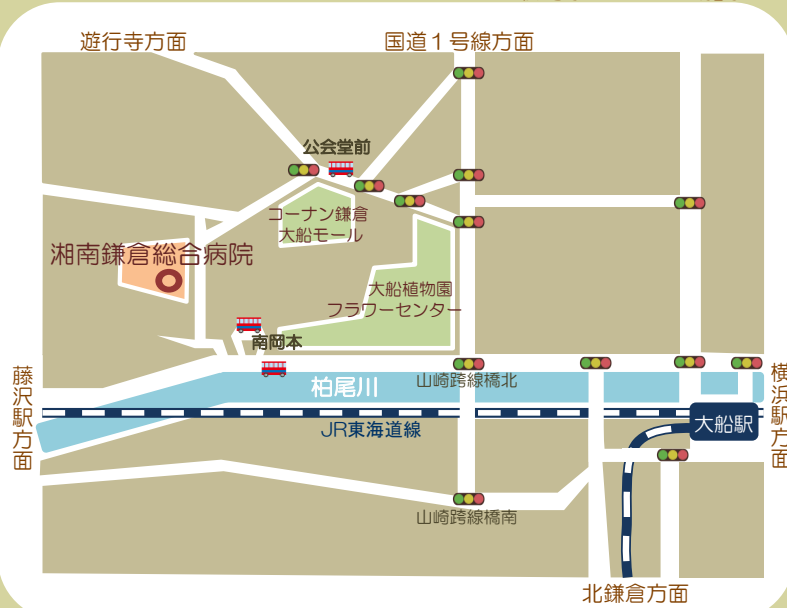 遊行寺方面
国道1号線方面
公会堂前
コーナン鎌倉
大船モール
湘南鎌倉総合病院
大船植物園
フラワーセンター
南岡本
藤沢駅方面
柏尾川
山崎跨線橋北
横浜駅方面
大船駅
JR東海道線
山崎跨線橋南
北鎌倉方面